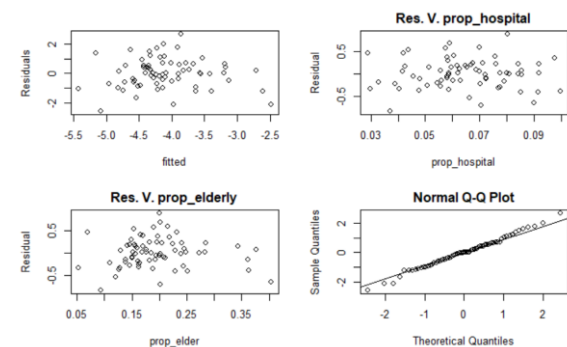 Residuals
2
0
-2
-5.5
-5.0
-4.5
-4.0
-3.5
-3.0
-2.5
fitted
Res. V. prop_hospital
Residual
0.5
-0.5
0.03
0.05
0.07
0.09
prop_hospital
Res. V. prop_elderly
Residual
0.5
-0.5
0.05
0.15
0.25
0.35
prop_elder
Normal Q-Q Plot
Sample Quantiles
2
1
0
-2
-2
-1
0
1
2
Theoretical Quantiles